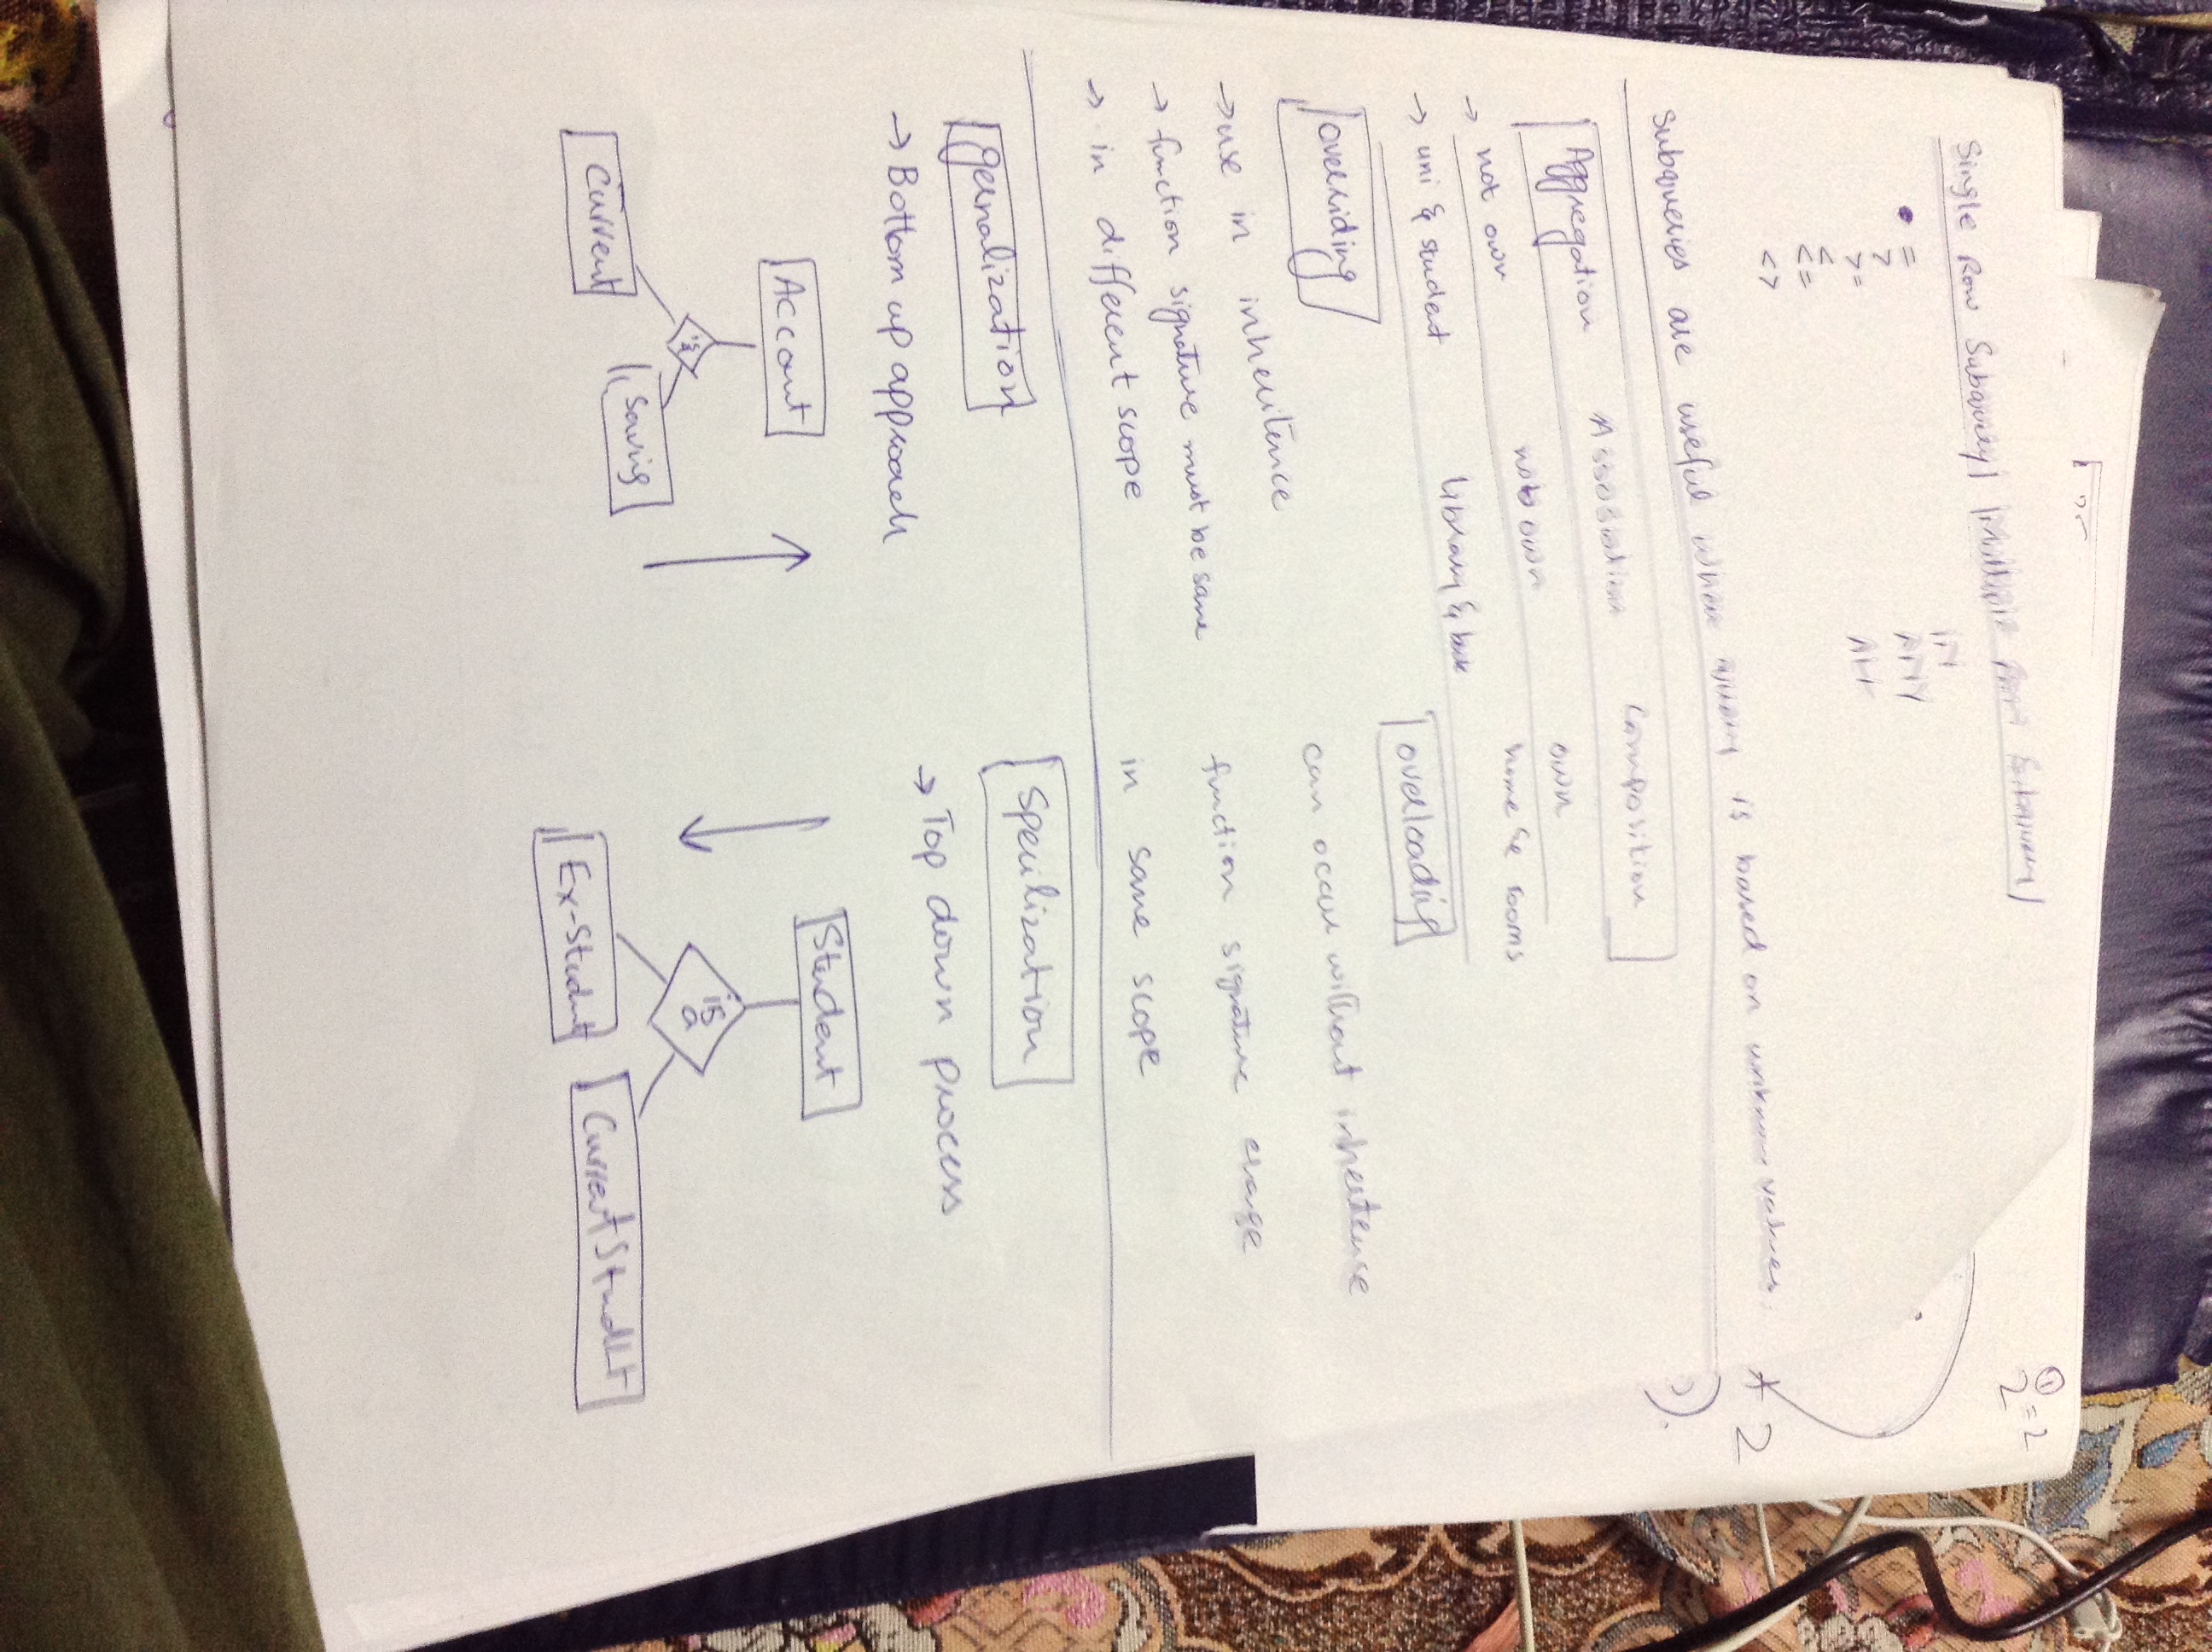 ① 2 = 2
Single Row Subquery | Multiple Row Subquery |
• = IN
> ANY
>= ALL
<
<=
<>
2
Subqueries are useful when query is based on unknown values.
Aggregation Assosiation Composition
→ not own not own own
→ uni & student Library & book home & rooms
overriding overloading
→ use in inheritence can occur without inheritence
→ function signature must be same function signature change
→ in different scope in same scope
gernalization Specilization
→ Bottom up approach → Top down process
Account Student
is a is a
Current Saving Ex-Student Current Student